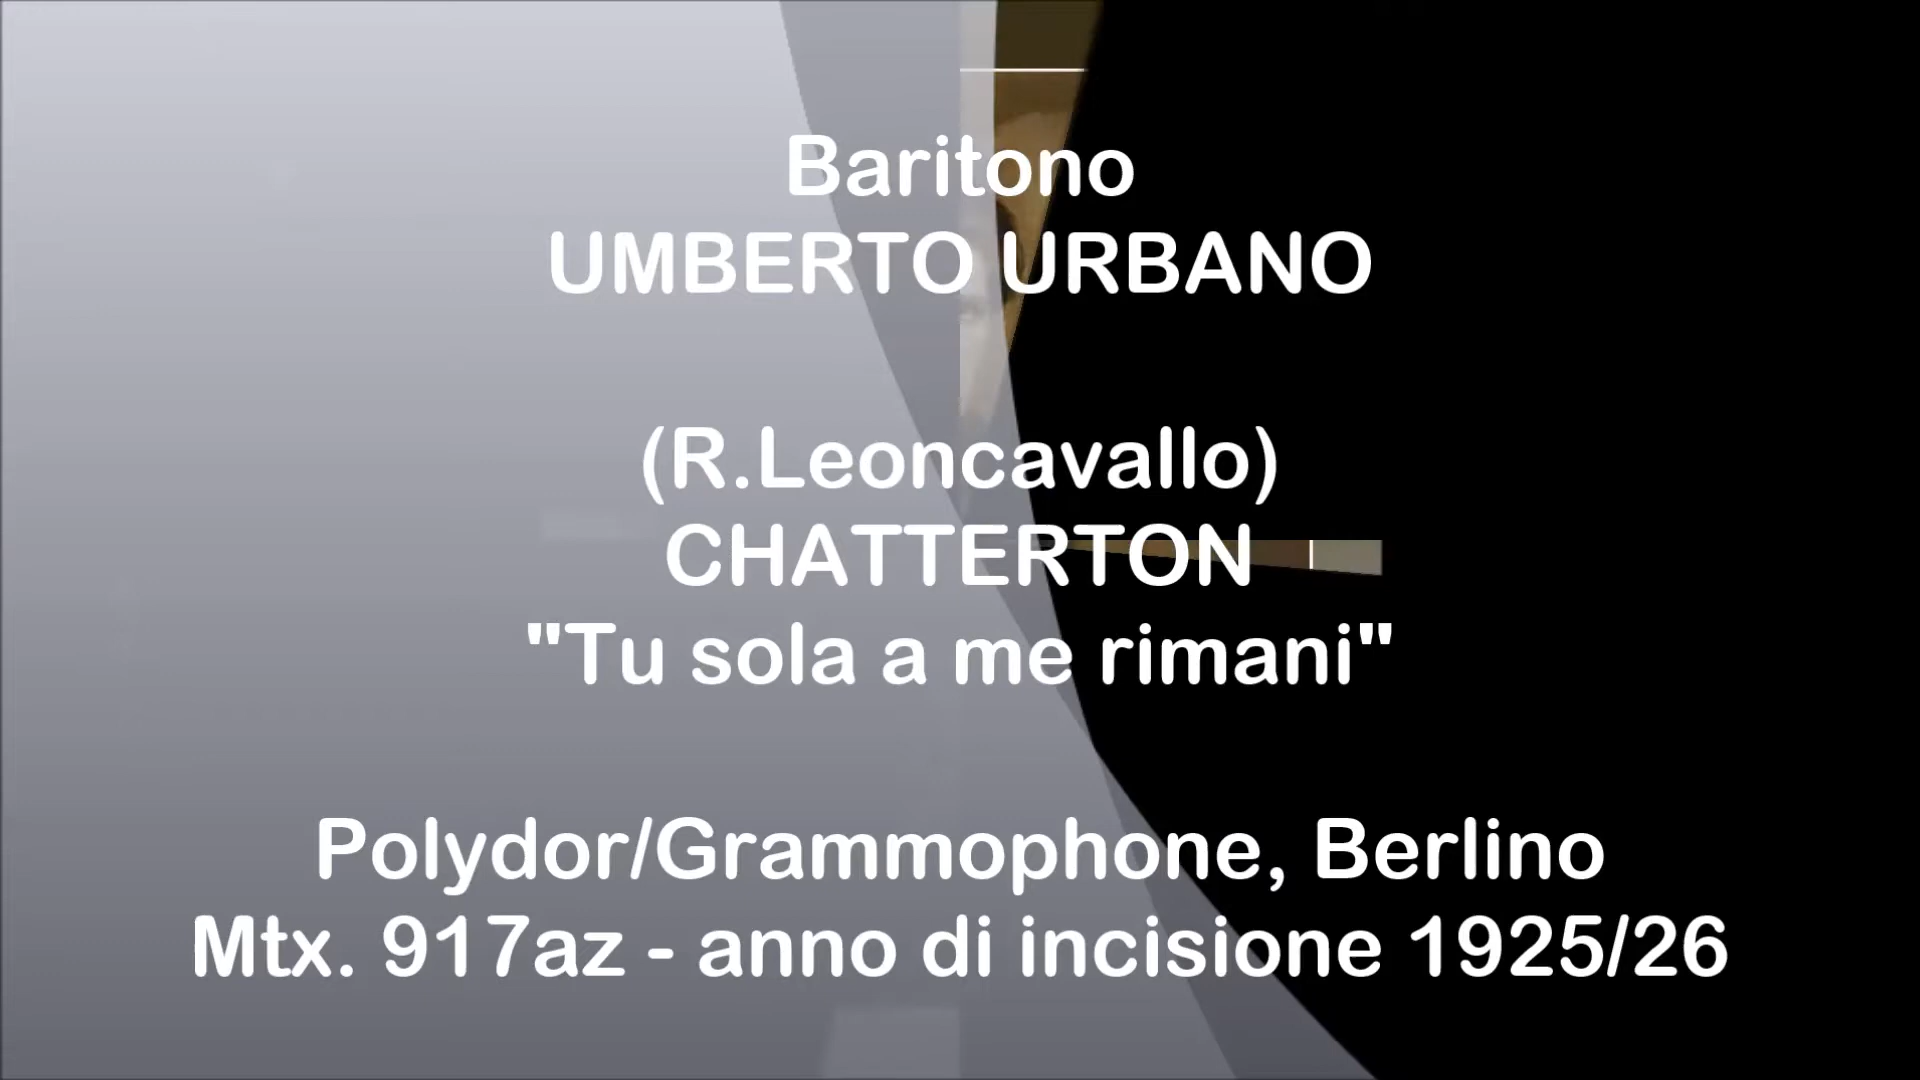 Baritono
UMBERTO URBANO
(R.Leoncavallo)
CHATTERTON
"Tu sola a me rimani"
Polydor/Grammophone, Berlino
Mtx. 917az - anno di incisione 1925/26